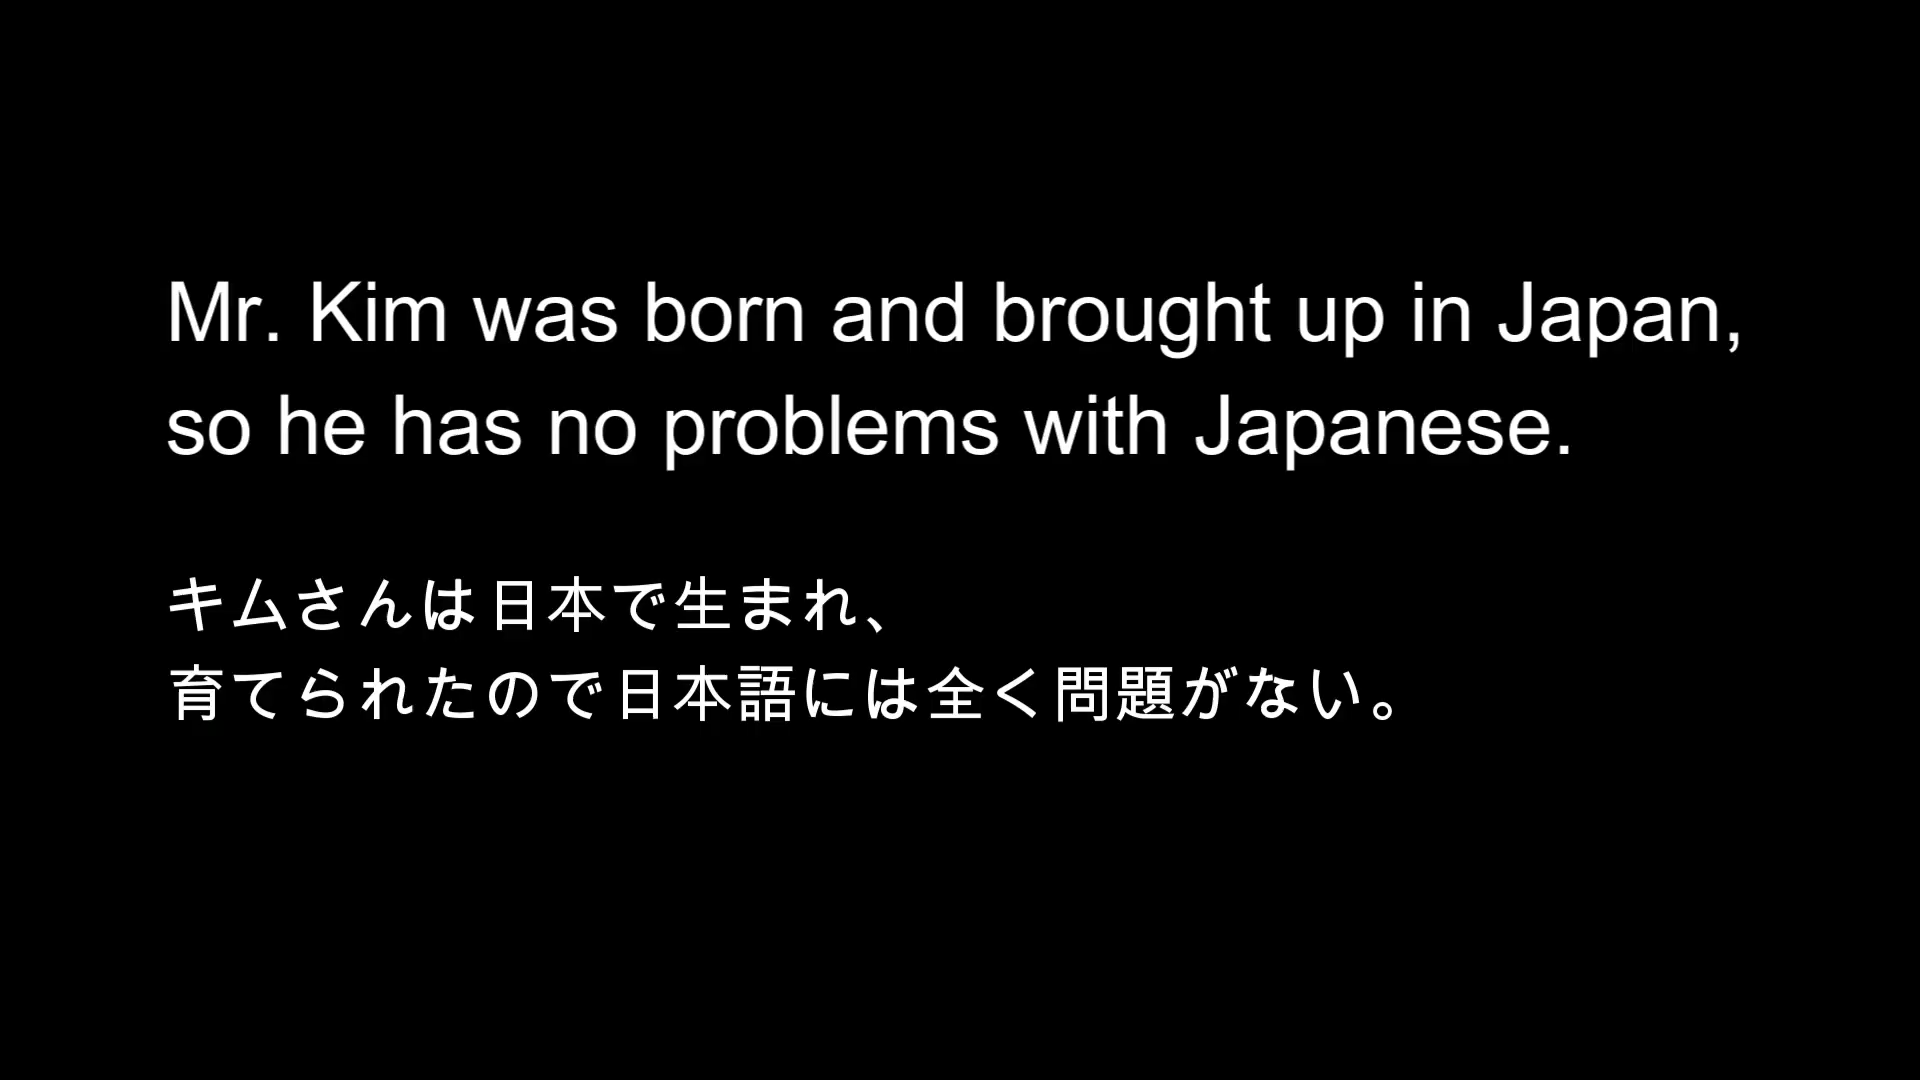 Mr. Kim was born and brought up in Japan,
so he has no problems with Japanese.
キムさんは日本で生まれ、
育てられたので日本語には全く問題がない。